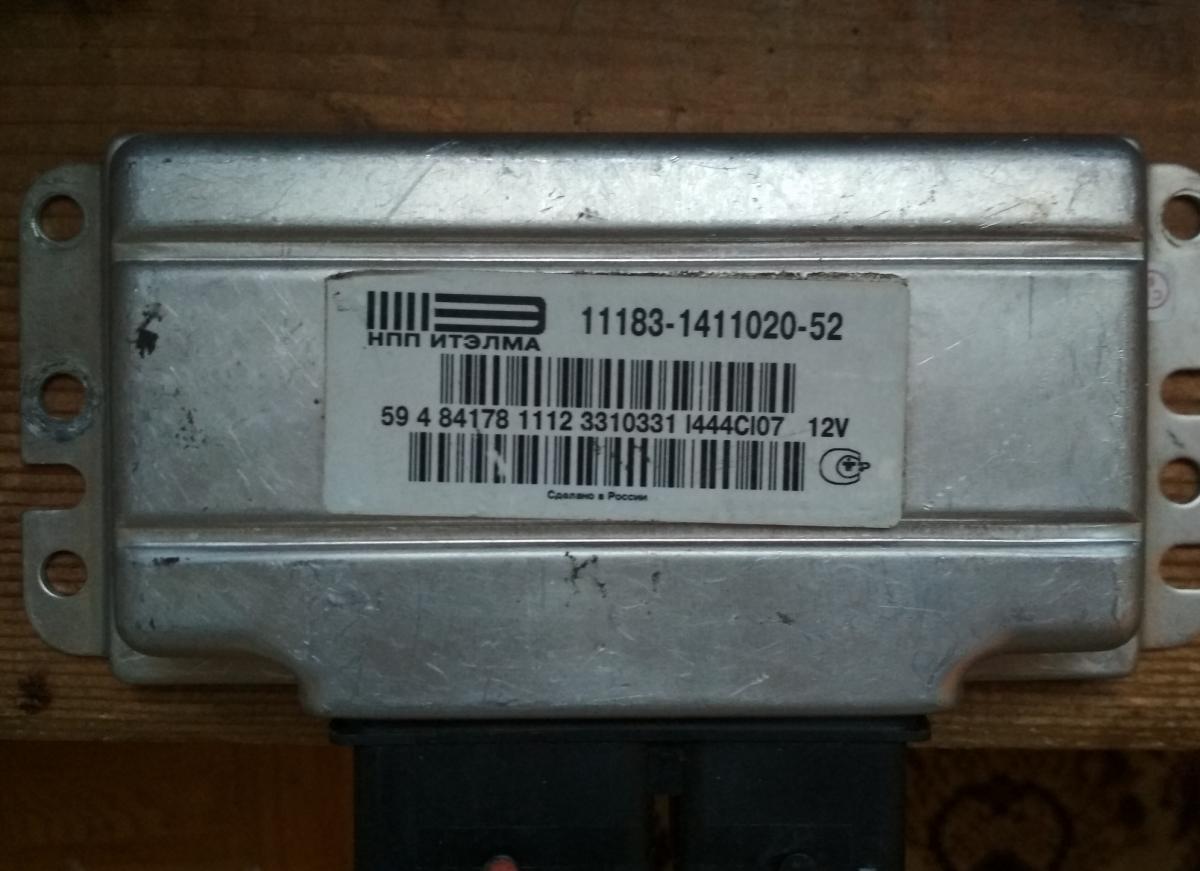 11183-1411020-52
НПП ИТЭЛМА
59 4 84178 1112 3310331 I444CI07 12V
Сделано в России